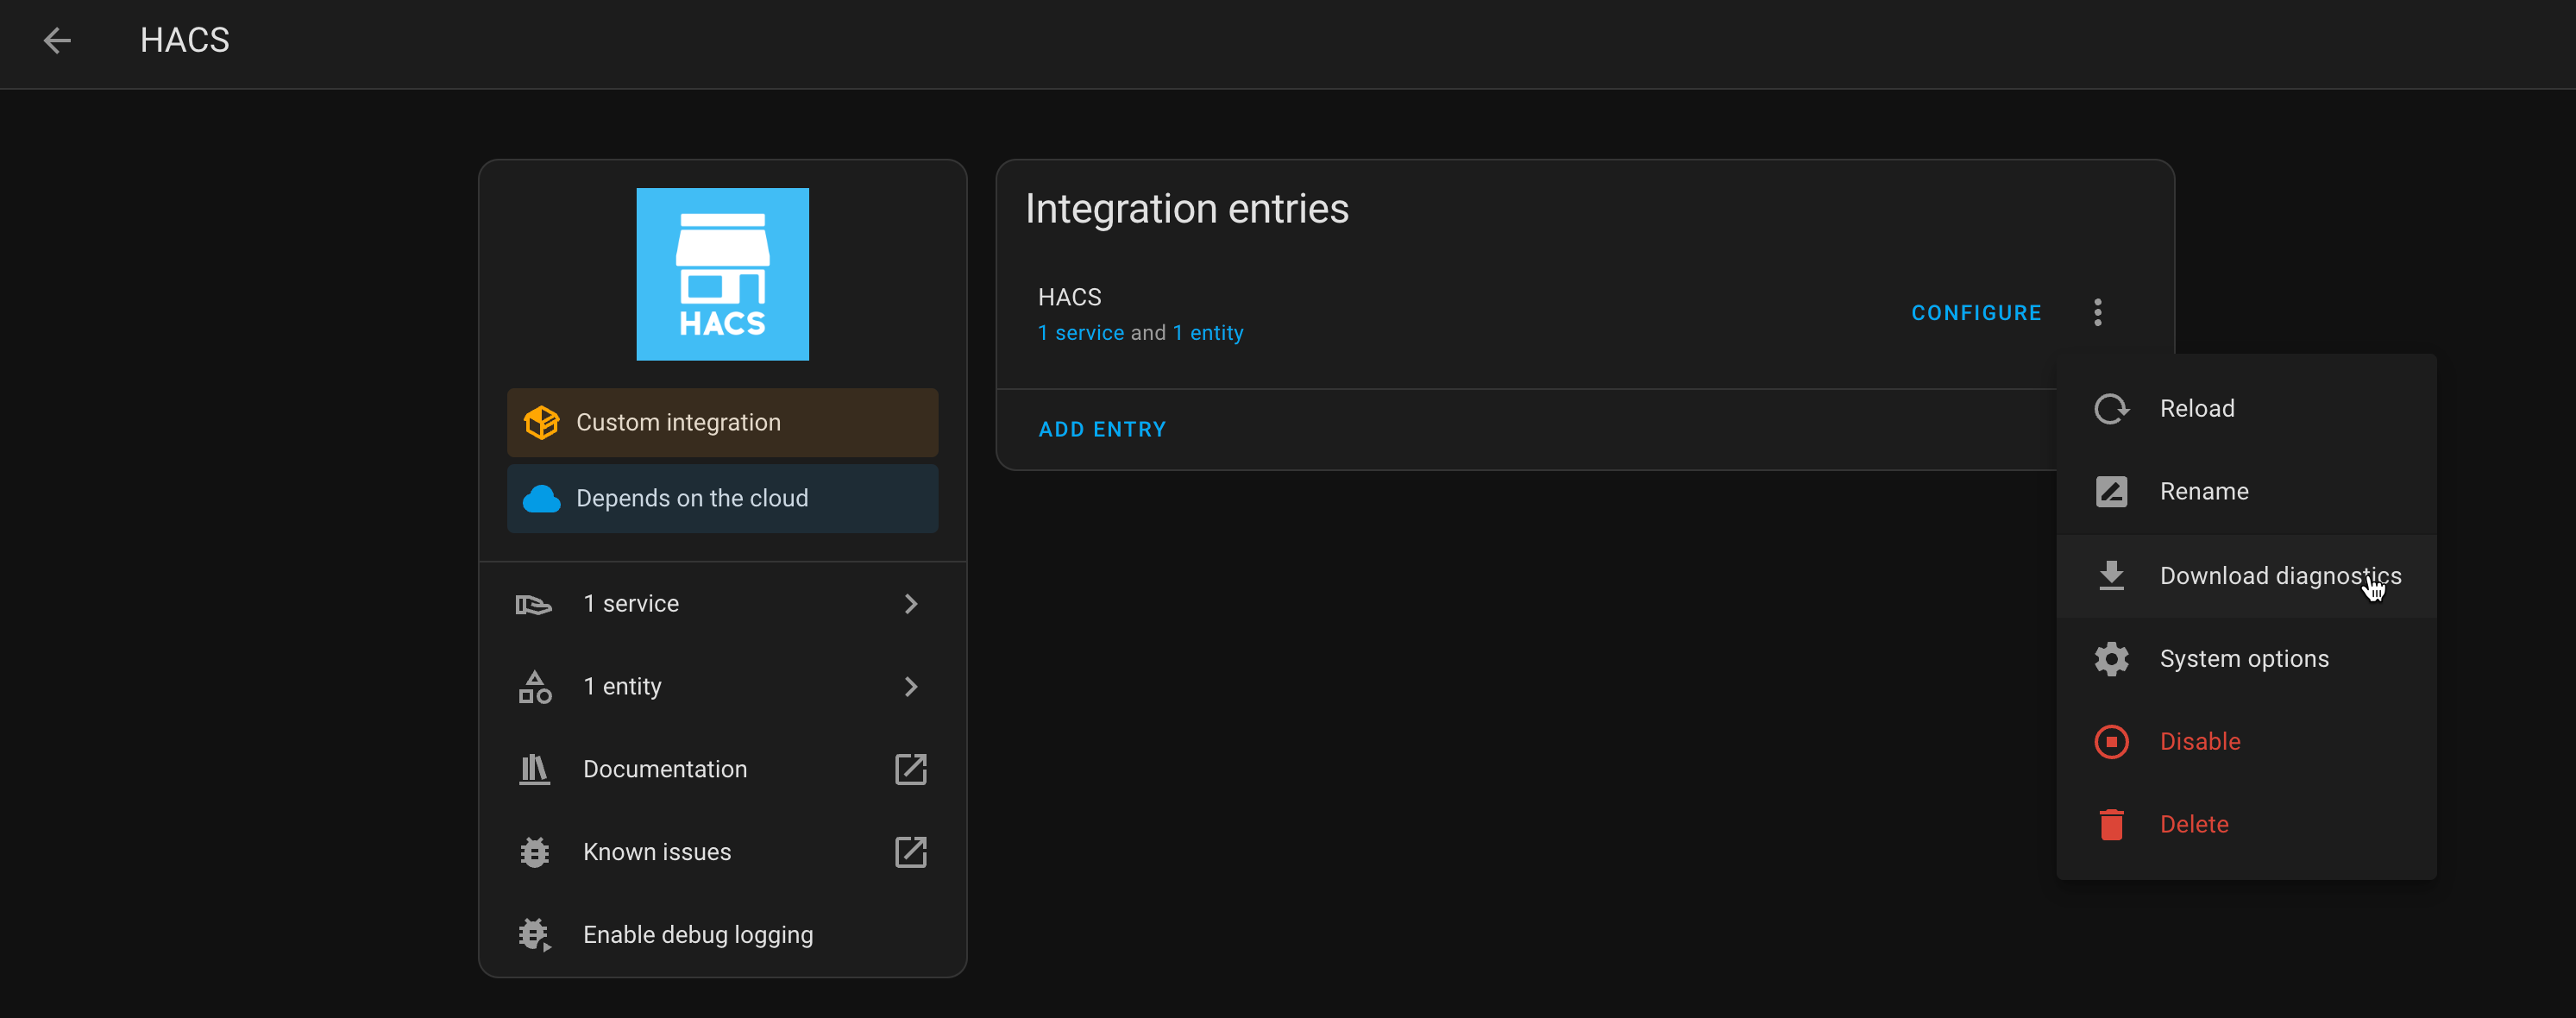 HACS
HACS
Custom integration
Depends on the cloud
1 service
1 entity
Documentation
Known issues
Enable debug logging
Integration entries
HACS
1 service and 1 entity
CONFIGURE
ADD ENTRY
Reload
Rename
Download diagnostics
System options
Disable
Delete